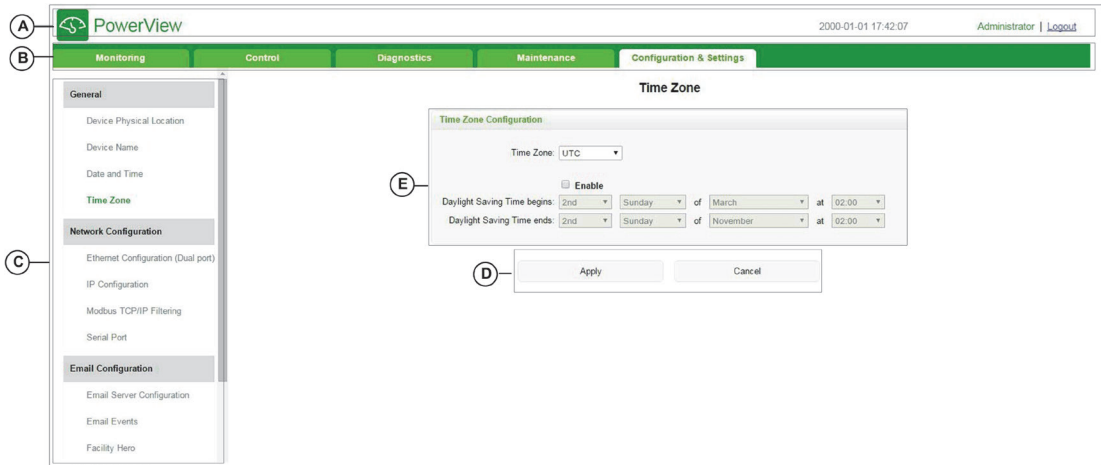 A
PowerView
2000-01-01 17:42:07
Administrator | Logout
B
Monitoring
Control
Diagnostics
Maintenance
Configuration & Settings
C
General
Device Physical Location
Device Name
Date and Time
Time Zone
Network Configuration
Ethernet Configuration (Dual port)
IP Configuration
Modbus TCP/IP Filtering
Serial Port
Email Configuration
Email Server Configuration
Email Events
Facility Hero
Time Zone
E
Time Zone Configuration
Time Zone: UTC
Enable
Daylight Saving Time begins: 2nd Sunday of March at 02:00
Daylight Saving Time ends: 2nd Sunday of November at 02:00
D
Apply
Cancel